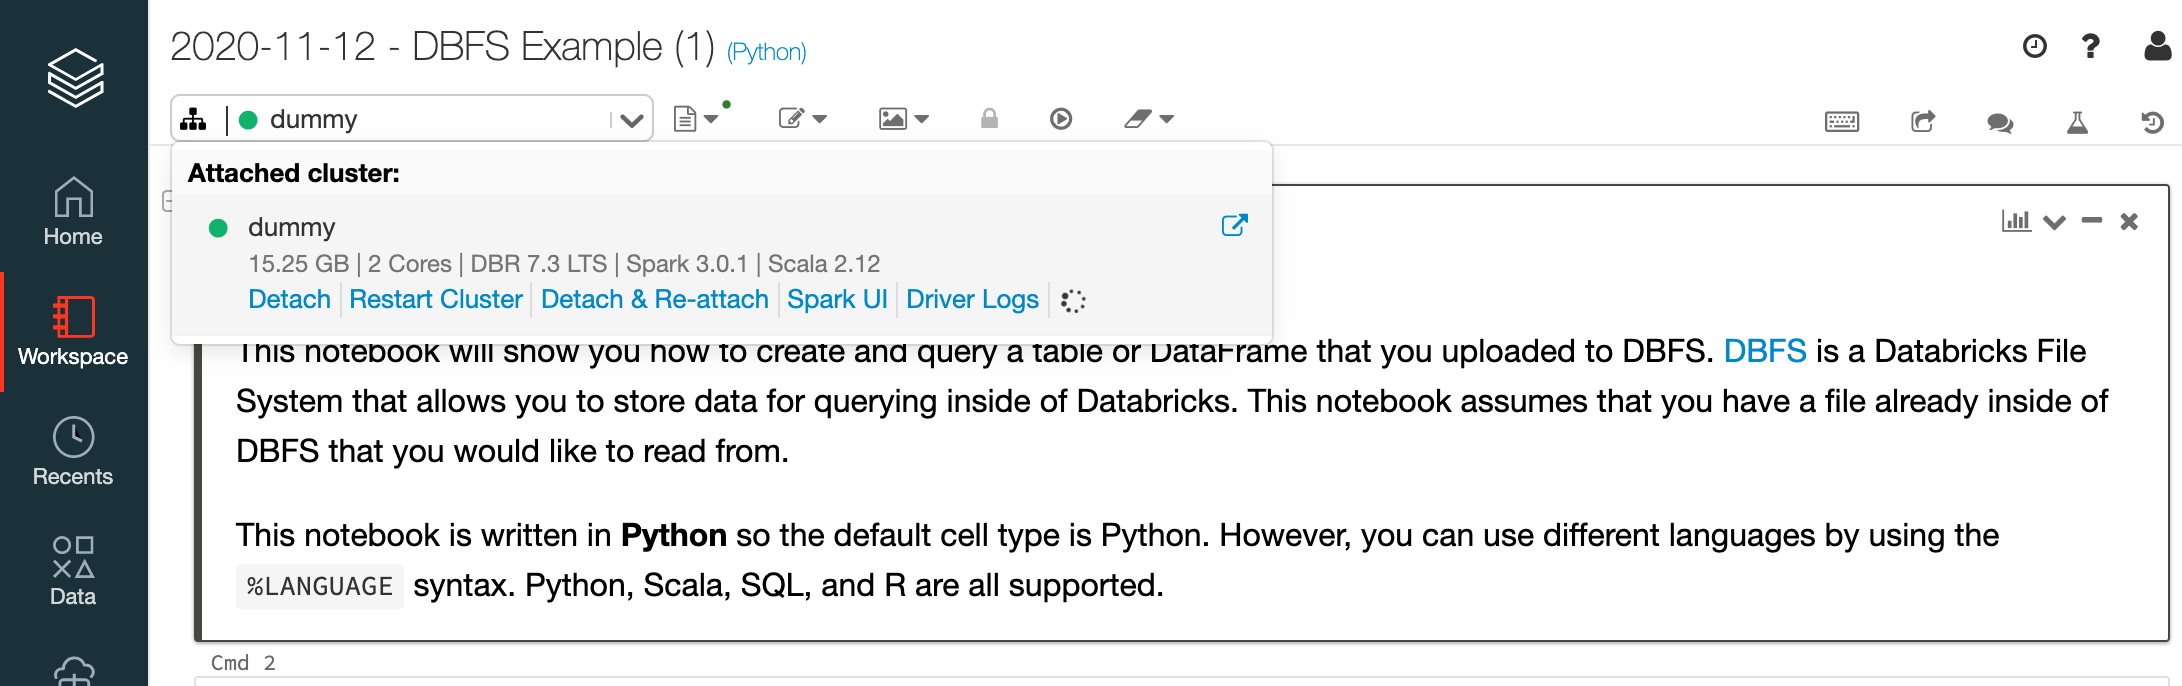 2020-11-12 - DBFS Example (1) (Python)
dummy
Attached cluster:
dummy
15.25 GB | 2 Cores | DBR 7.3 LTS | Spark 3.0.1 | Scala 2.12
Detach | Restart Cluster | Detach & Re-attach | Spark UI | Driver Logs
Home
Workspace
Recents
Data
This notebook will show you how to create and query a table or DataFrame that you uploaded to DBFS. DBFS is a Databricks File
System that allows you to store data for querying inside of Databricks. This notebook assumes that you have a file already inside of
DBFS that you would like to read from.
This notebook is written in Python so the default cell type is Python. However, you can use different languages by using the
%LANGUAGE syntax. Python, Scala, SQL, and R are all supported.
Cmd 2